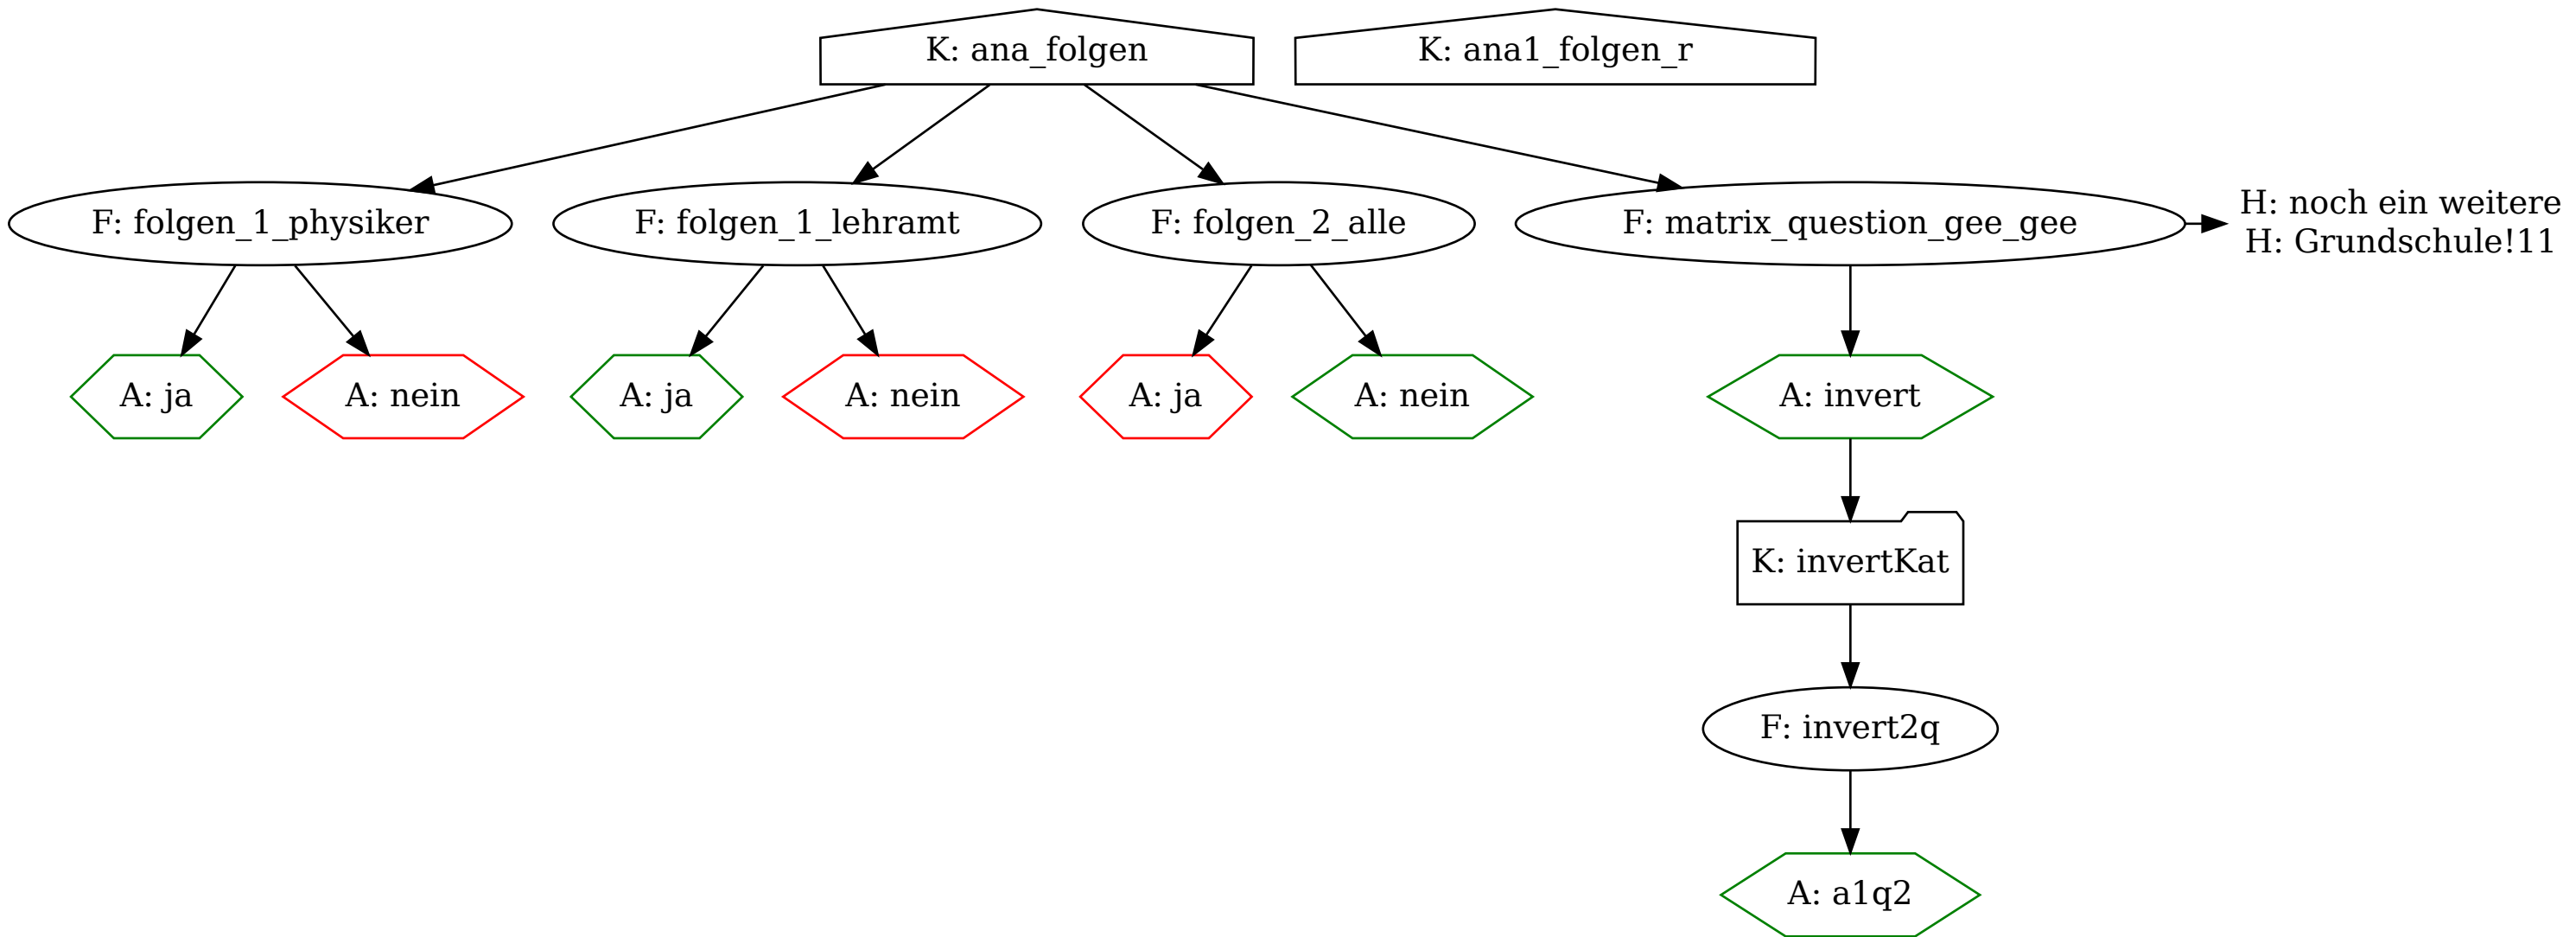 K: ana_folgen
K: ana1_folgen_r
F: folgen_1_physiker
F: folgen_1_lehramt
F: folgen_2_alle
F: matrix_question_gee_gee
H: noch ein weitere
H: Grundschule!11
A: ja
A: nein
A: ja
A: nein
A: ja
A: nein
A: invert
K: invertKat
F: invert2q
A: a1q2